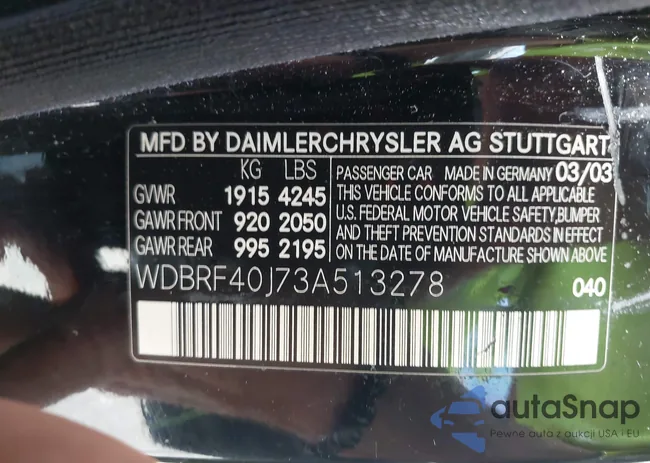 MFD BY DAIMLERCHRYSLER AG STUTTGART
KG LBS
GVWR 1915 4245
GAWR FRONT 920 2050
GAWR REAR 995 2195
PASSENGER CAR MADE IN GERMANY 03/03
THIS VEHICLE CONFORMS TO ALL APPLICABLE
U.S. FEDERAL MOTOR VEHICLE SAFETY, BUMPER
AND THEFT PREVENTION STANDARDS IN EFFECT
ON THE DATE OF MANUFACTURE SHOWN ABOVE
WDBRF40J73A513278 040
autaSnap
Pewne auta z aukcji USA i EU